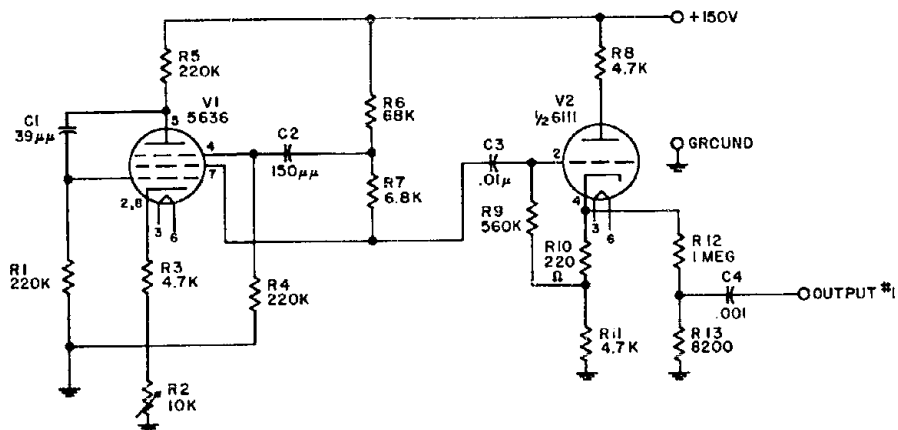 +150V
R5
220K
R8
4.7K
V1
5636
V2
½6111
C1
39μμ
5
R6
68K
GROUND
C2
150μμ
4
7
C3
.01μ
2
R7
6.8K
2,8
3
6
R9
560K
4
3
6
R10
220
Ω
R12
1 MEG
R1
220K
R3
4.7K
R4
220K
C4
.001
OUTPUT #1
R11
4.7K
R13
8200
R2
10K